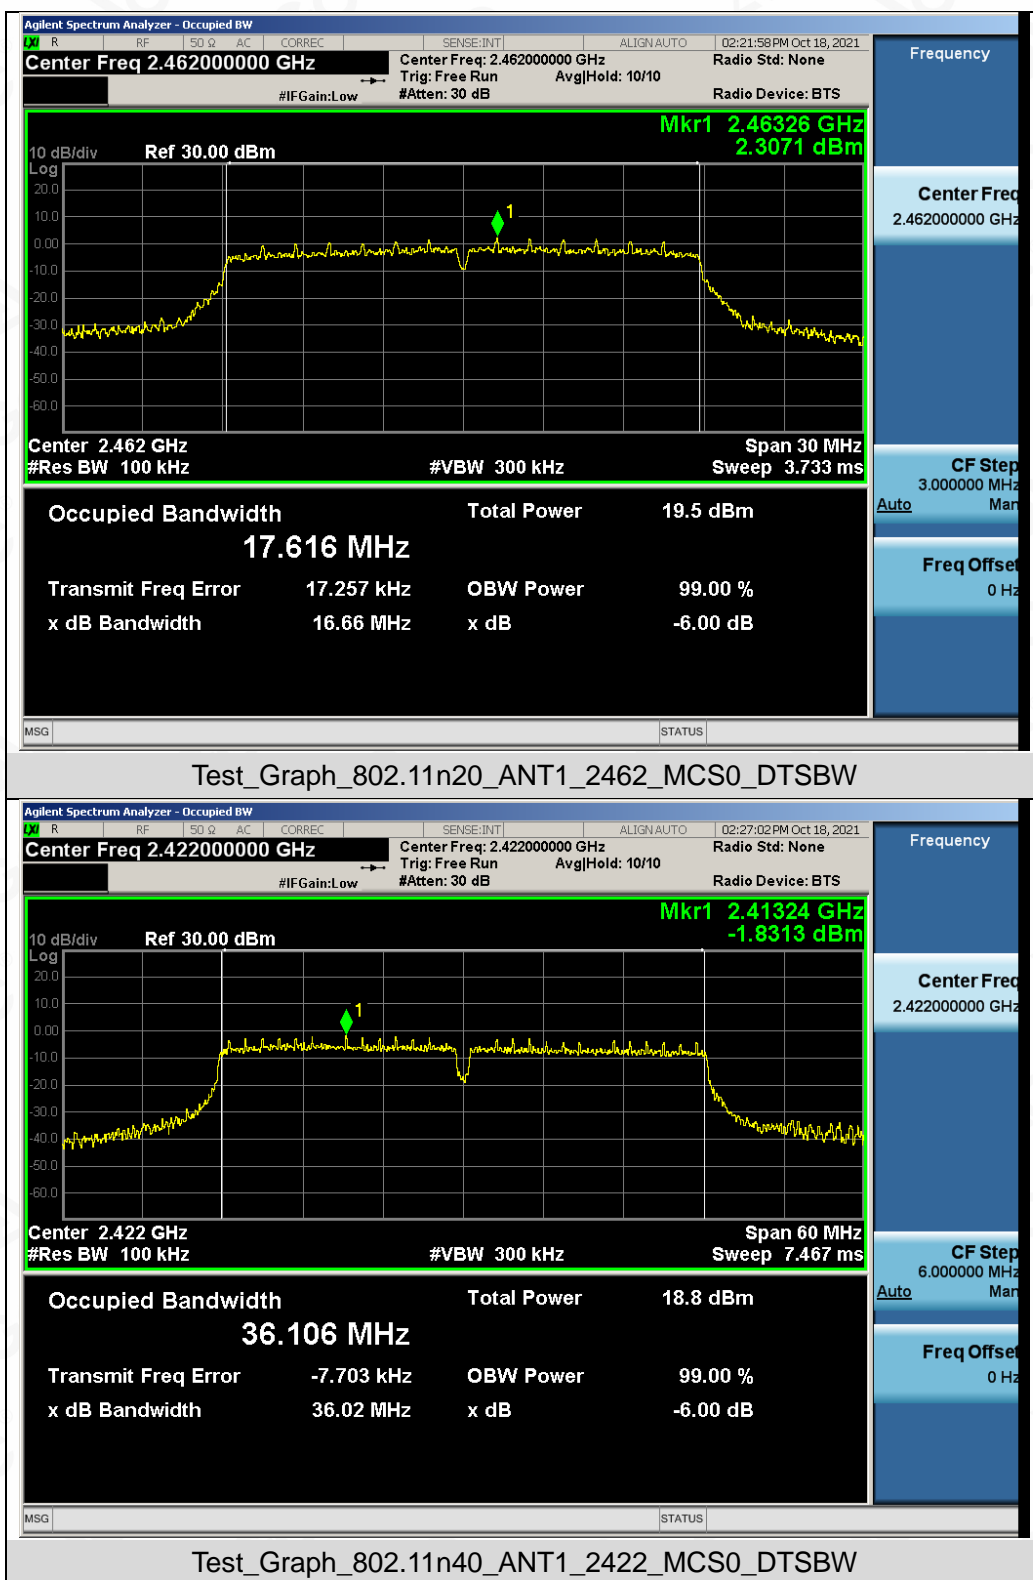 Agilent Spectrum Analyzer - Occupied BW
LXI R RF 50 Ω AC CORREC SENSE:INT ALIGN AUTO 02:21:58 PM Oct 18, 2021
Center Freq 2.462000000 GHz Center Freq: 2.462000000 GHz Radio Std: None Frequency
Trig: Free Run Avg|Hold: 10/10
#IFGain:Low #Atten: 30 dB Radio Device: BTS
Mkr1 2.46326 GHz
2.3071 dBm
10 dB/div Ref 30.00 dBm
Log
20.0
10.0
0.00
-10.0
-20.0
-30.0
-40.0
-50.0
-60.0
1
Center Freq
2.462000000 GHz
Center 2.462 GHz Span 30 MHz
#Res BW 100 kHz #VBW 300 kHz Sweep 3.733 ms
CF Step
3.000000 MHz
Auto Man
Occupied Bandwidth Total Power 19.5 dBm
17.616 MHz
Freq Offset
0 Hz
Transmit Freq Error 17.257 kHz OBW Power 99.00 %
x dB Bandwidth 16.66 MHz x dB -6.00 dB
MSG STATUS
Test_Graph_802.11n20_ANT1_2462_MCS0_DTSBW
Agilent Spectrum Analyzer - Occupied BW
LXI R RF 50 Ω AC CORREC SENSE:INT ALIGN AUTO 02:27:02 PM Oct 18, 2021
Center Freq 2.422000000 GHz Center Freq: 2.422000000 GHz Radio Std: None Frequency
Trig: Free Run Avg|Hold: 10/10
#IFGain:Low #Atten: 30 dB Radio Device: BTS
Mkr1 2.41324 GHz
-1.8313 dBm
10 dB/div Ref 30.00 dBm
Log
20.0
10.0
0.00
-10.0
-20.0
-30.0
-40.0
-50.0
-60.0
1
Center Freq
2.422000000 GHz
Center 2.422 GHz Span 60 MHz
#Res BW 100 kHz #VBW 300 kHz Sweep 7.467 ms
CF Step
6.000000 MHz
Auto Man
Occupied Bandwidth Total Power 18.8 dBm
36.106 MHz
Freq Offset
0 Hz
Transmit Freq Error -7.703 kHz OBW Power 99.00 %
x dB Bandwidth 36.02 MHz x dB -6.00 dB
MSG STATUS
Test_Graph_802.11n40_ANT1_2422_MCS0_DTSBW